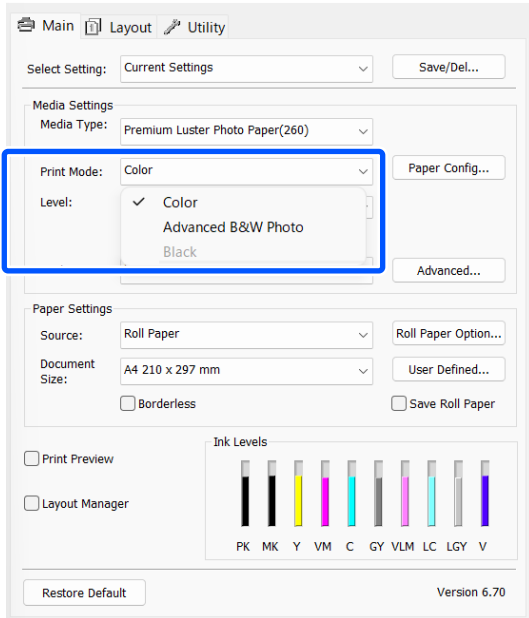 Main Layout Utility
Select Setting: Current Settings Save/Del...
Media Settings
Media Type: Premium Luster Photo Paper(260)
Print Mode: Color Paper Config...
Level:
Color
Advanced B&W Photo
Black
Advanced...
Paper Settings
Source: Roll Paper Roll Paper Option...
Document
Size:
A4 210 x 297 mm User Defined...
Borderless Save Roll Paper
Print Preview
Layout Manager
Ink Levels
PK MK Y VM C GY VLM LC LGY V
Restore Default Version 6.70